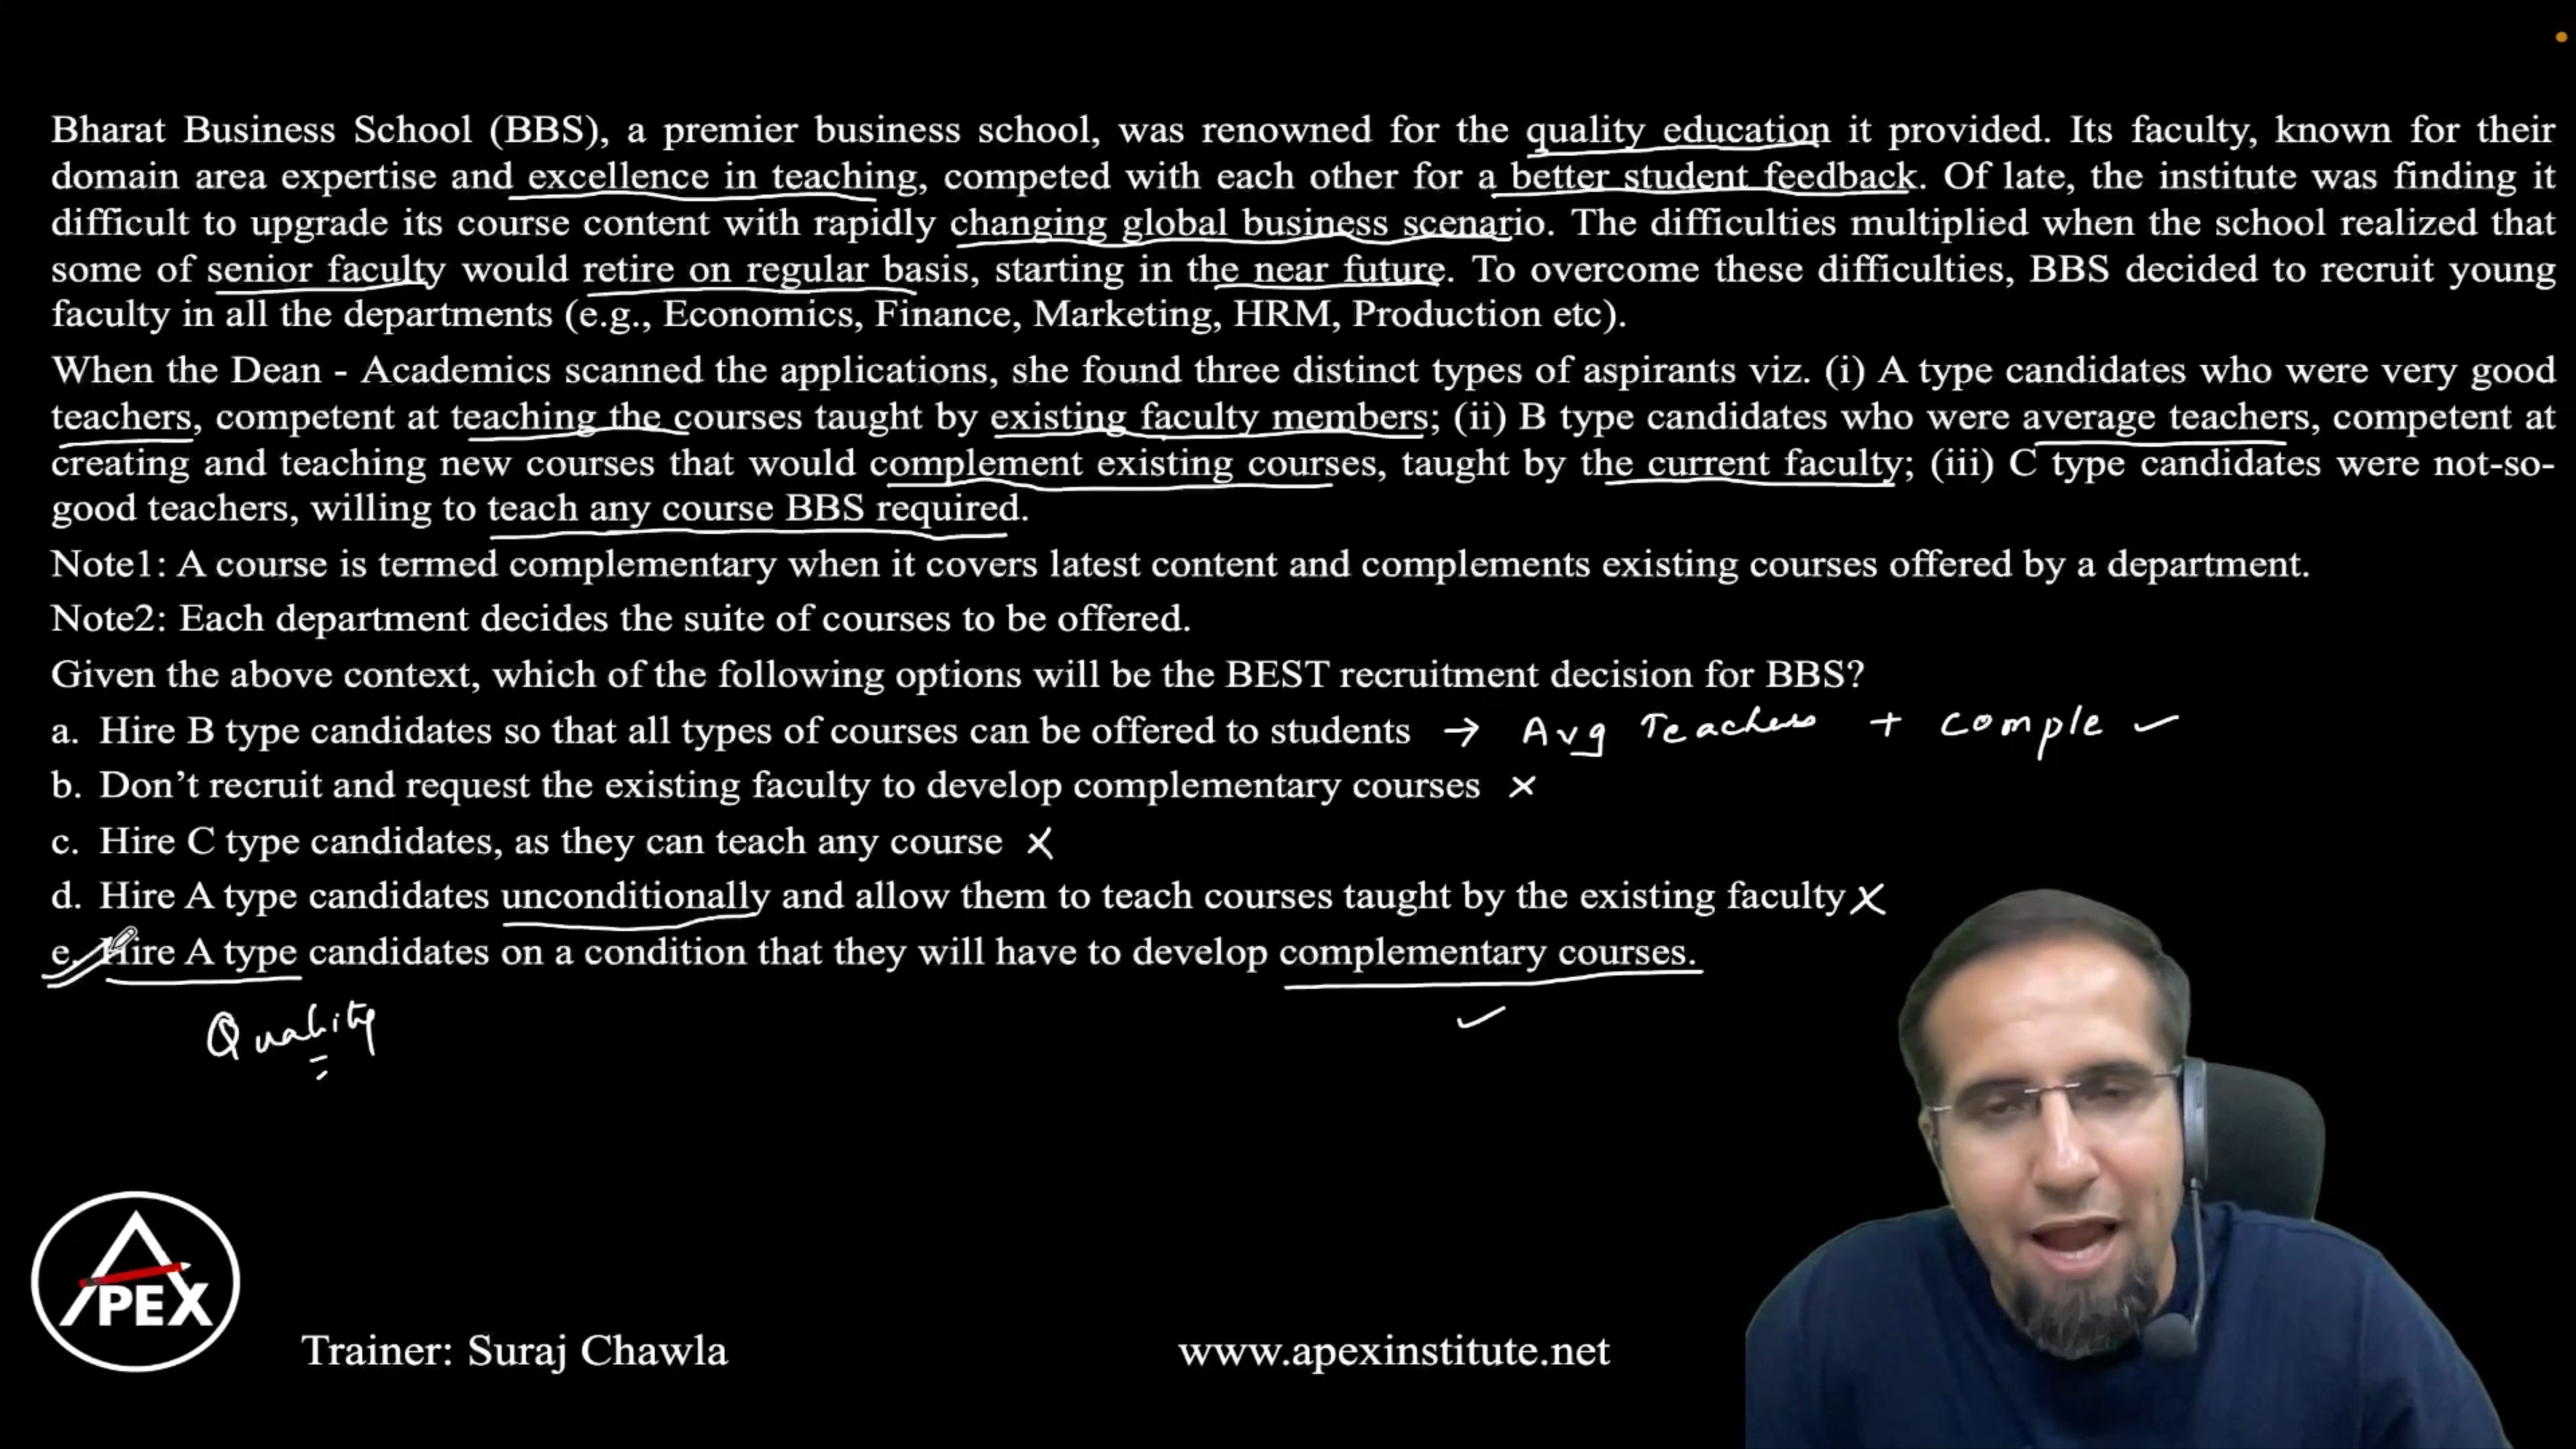 Bharat Business School (BBS), a premier business school, was renowned for the quality education it provided. Its faculty, known for their
domain area expertise and excellence in teaching, competed with each other for a better student feedback. Of late, the institute was finding it
difficult to upgrade its course content with rapidly changing global business scenario. The difficulties multiplied when the school realized that
some of senior faculty would retire on regular basis, starting in the near future. To overcome these difficulties, BBS decided to recruit young
faculty in all the departments (e.g., Economics, Finance, Marketing, HRM, Production etc).
When the Dean - Academics scanned the applications, she found three distinct types of aspirants viz. (i) A type candidates who were very good
teachers, competent at teaching the courses taught by existing faculty members; (ii) B type candidates who were average teachers, competent at
creating and teaching new courses that would complement existing courses, taught by the current faculty; (iii) C type candidates were not-so-
good teachers, willing to teach any course BBS required.
Note1: A course is termed complementary when it covers latest content and complements existing courses offered by a department.
Note2: Each department decides the suite of courses to be offered.
Given the above context, which of the following options will be the BEST recruitment decision for BBS?
a. Hire B type candidates so that all types of courses can be offered to students → Avg Teachers + comple ✓
b. Don't recruit and request the existing faculty to develop complementary courses ×
c. Hire C type candidates, as they can teach any course ×
d. Hire A type candidates unconditionally and allow them to teach courses taught by the existing faculty ×
e. Hire A type candidates on a condition that they will have to develop complementary courses.
Quality ✓
APEX
Trainer: Suraj Chawla www.apexinstitute.net